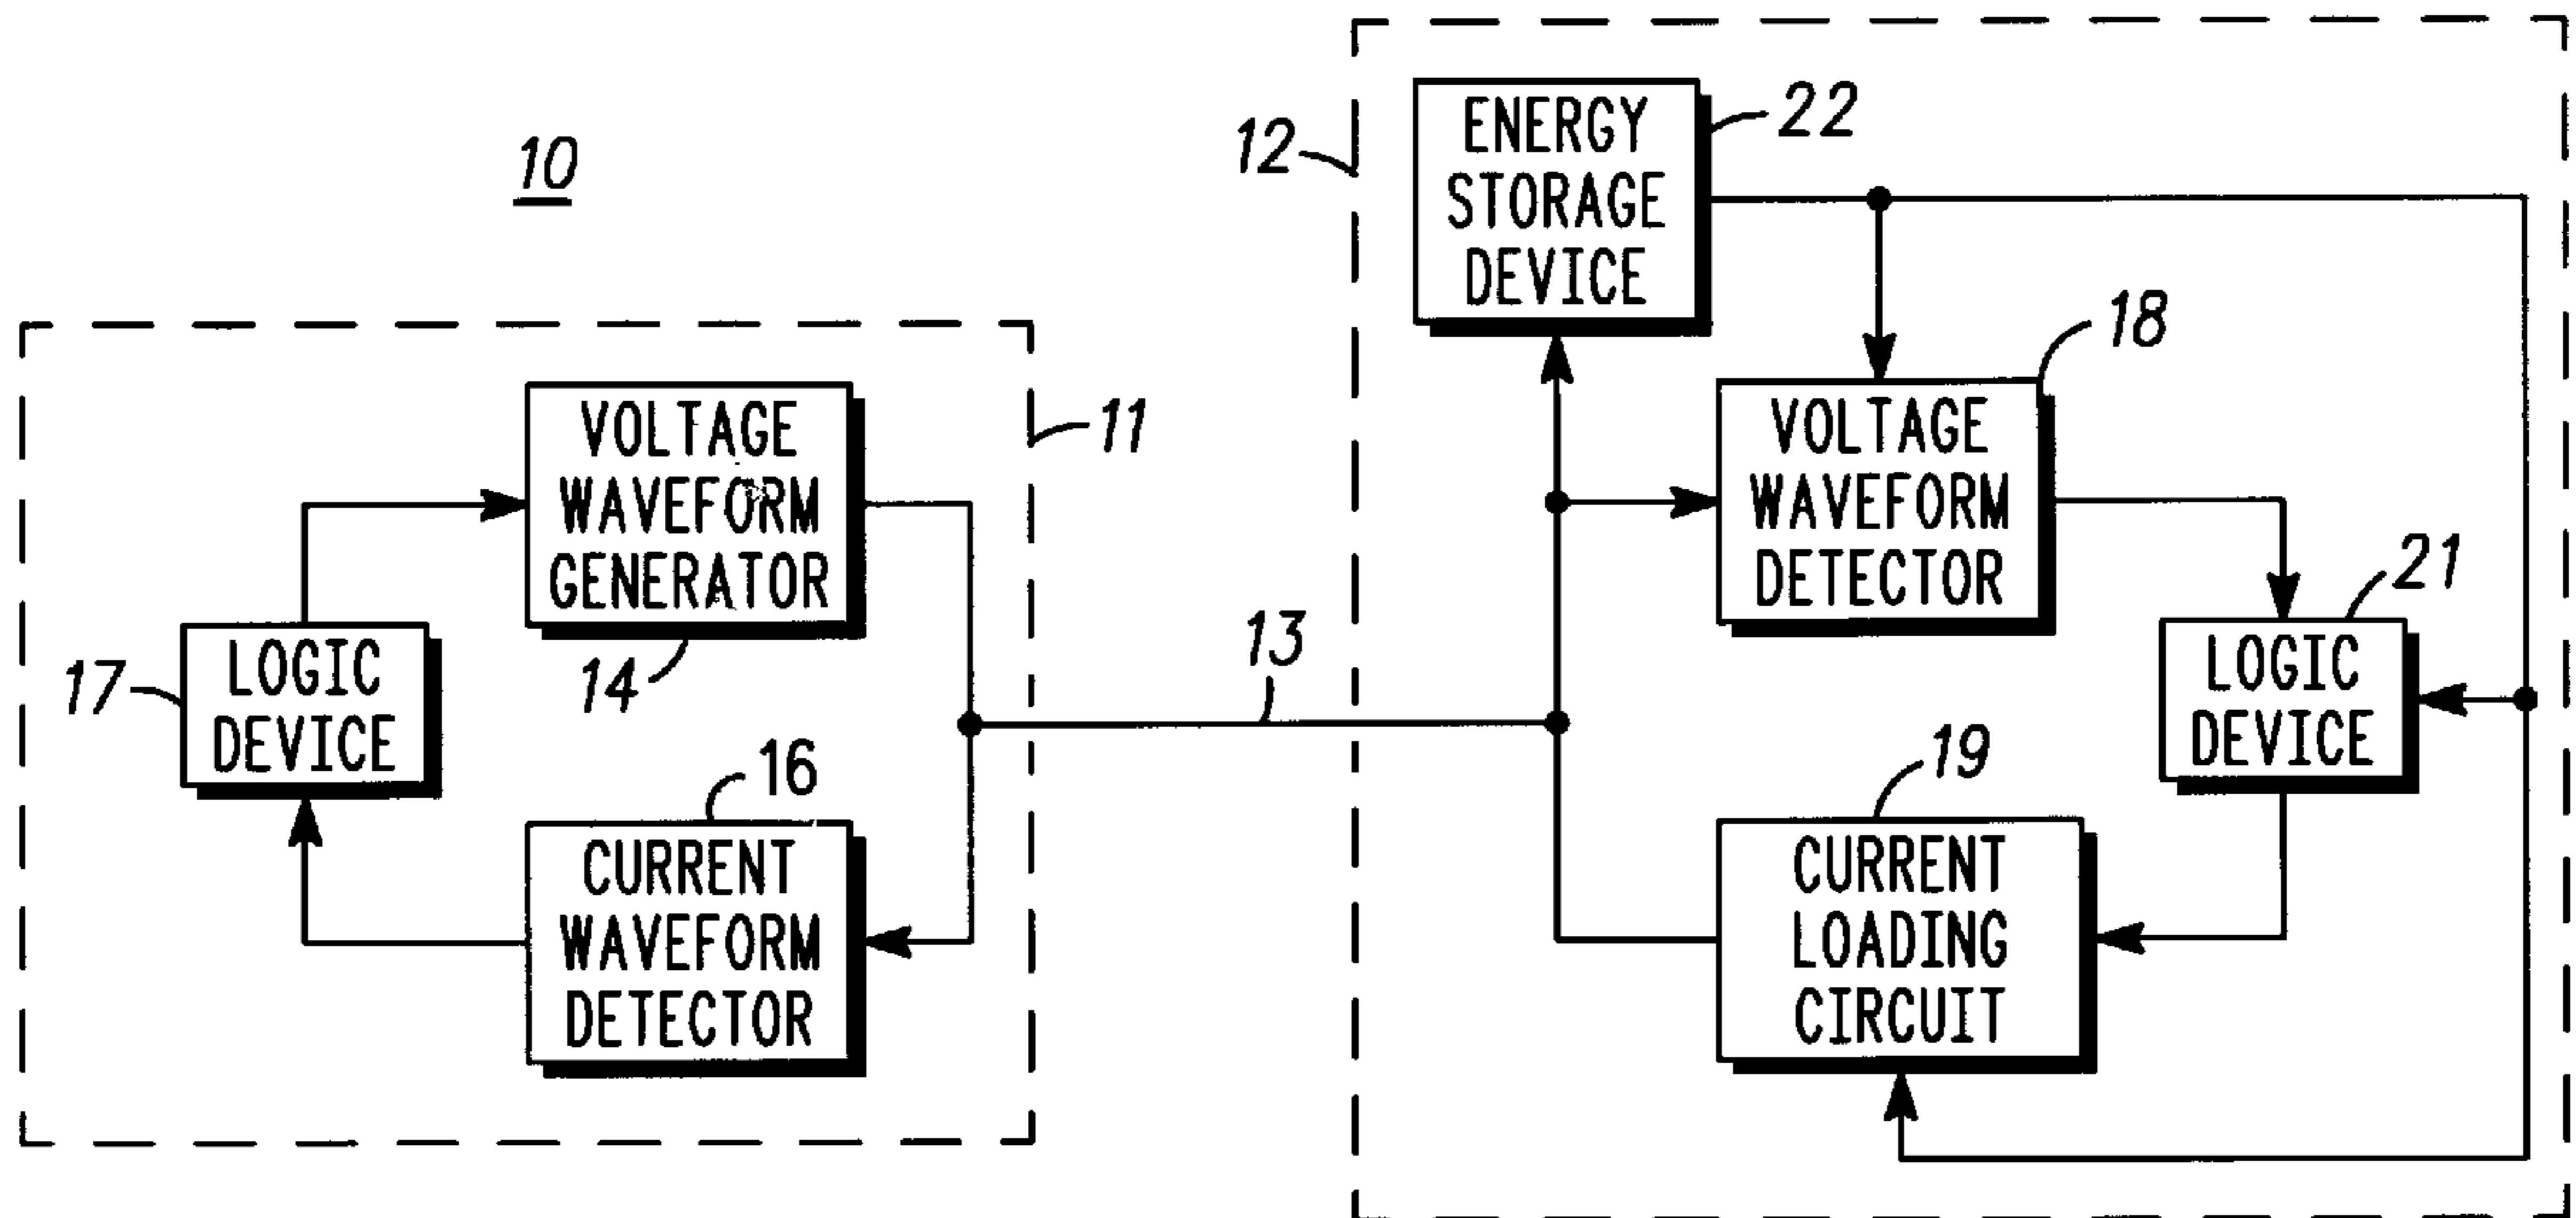 10
11
VOLTAGE
WAVEFORM
GENERATOR
14
LOGIC
DEVICE
17
16
CURRENT
WAVEFORM
DETECTOR
13
12
ENERGY
STORAGE
DEVICE
22
18
VOLTAGE
WAVEFORM
DETECTOR
21
LOGIC
DEVICE
19
CURRENT
LOADING
CIRCUIT